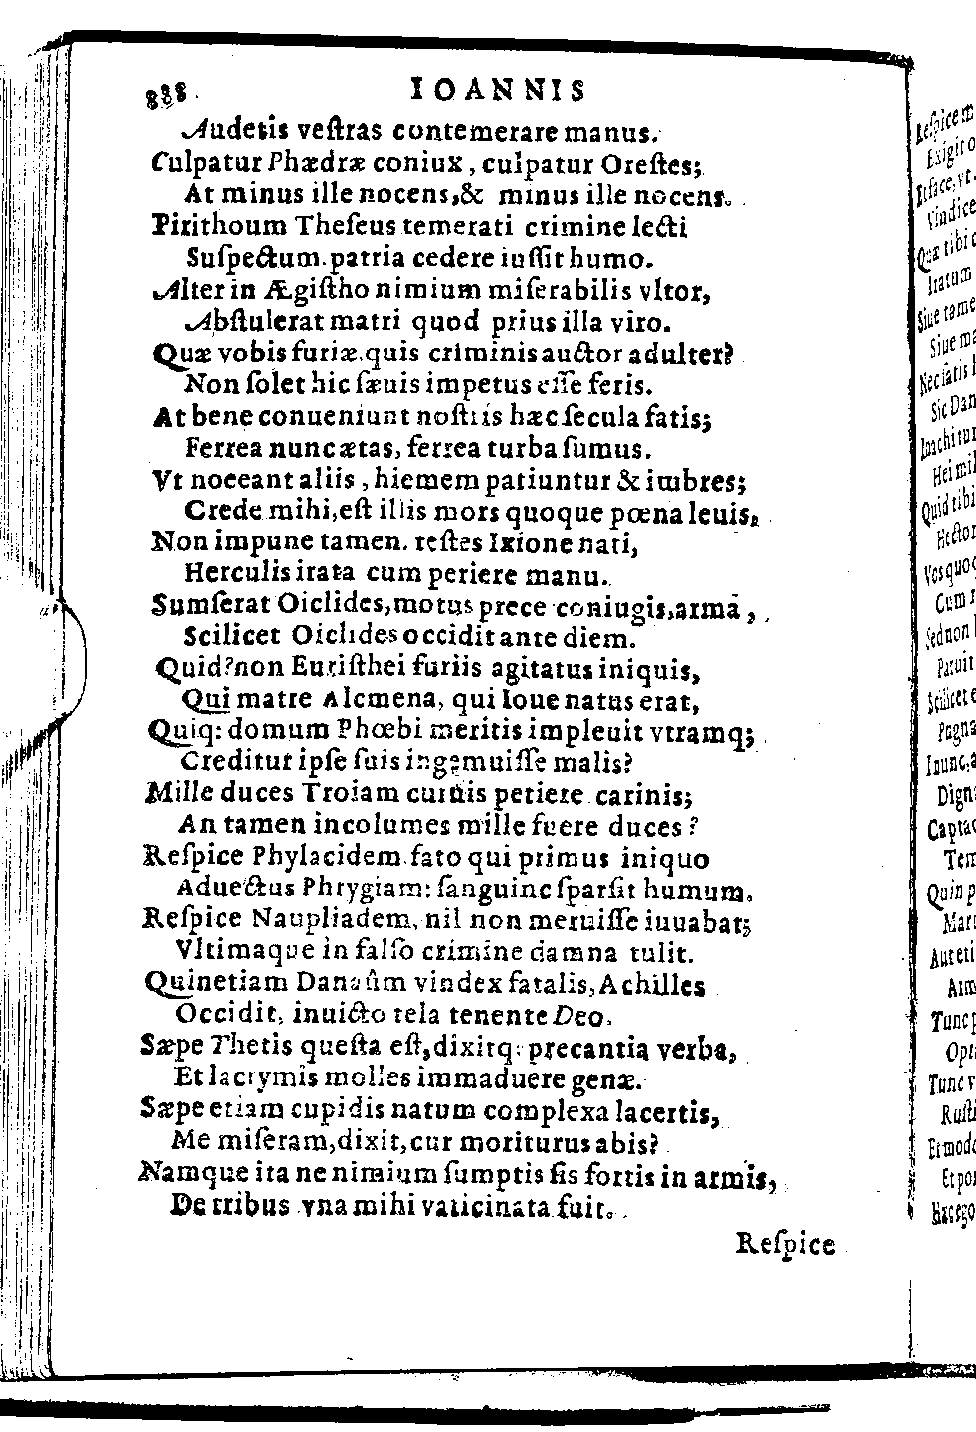 888 IOANNIS
Audetis veſtras contemerare manus.
Culpatur Phædræ coniux, culpatur Oreſtes;
At minus ille nocens,& minus ille nocens.
Pirithoum Theſeus temerati crimine lecti
Suſpectum patria cedere iuſſit humo.
Alter in Ægiſtho nimium miſerabilis vltor,
Abſtulerat matri quod prius illa viro.
Quæ vobis furiæ, quis criminis auctor adulter?
Non ſolet hic ſæuis impetus eſſe feris.
At bene conueniunt noſtris hæc ſecula fatis;
Ferrea nunc ætas, ferrea turba ſumus.
Vt noceant aliis, hiemem patiuntur & imbres;
Crede mihi, eſt illis mors quoque pœna leuis,
Non impune tamen. teſtes Ixione nati,
Herculis irata cum periere manu.
Sumſerat Oiclides, motus prece coniugis, arma,
Scilicet Oiclides occidit ante diem.
Quid? non Euriſthei furiis agitatus iniquis,
Qui matre Alcmena, qui Ioue natus erat,
Quiq: domum Phœbi meritis impleuit vtramq;
Creditur ipſe ſuis ingemuiſſe malis?
Mille duces Troiam curuis petiere carinis;
An tamen incolumes mille fuere duces?
Reſpice Phylacidem fato qui primus iniquo
Aduectus Phrygiam: ſanguine ſparſit humum.
Reſpice Naupliadem, nil non meruiſſe iuuabat;
Vltimaque in falſo crimine damna tulit.
Quinetiam Danaûm vindex fatalis, Achilles
Occidit, inuicto tela tenente Deo.
Sæpe Thetis queſta eſt, dixitq; precantia verba,
Et lacrymis molles immaduere genæ.
Sæpe etiam cupidis natum complexa lacertis,
Me miſeram, dixit, cur moriturus abis?
Namque ita ne nimium ſumptis ſis fortis in armis,
De tribus vna mihi vaticinata fuit.
Reſpice